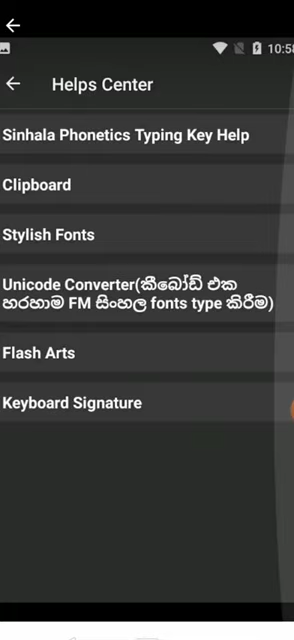 10:58
Helps Center
Sinhala Phonetics Typing Key Help
Clipboard
Stylish Fonts
Unicode Converter(කීබෝඩ් එක
හරහාම FM සිංහල fonts type කිරීම)
Flash Arts
Keyboard Signature